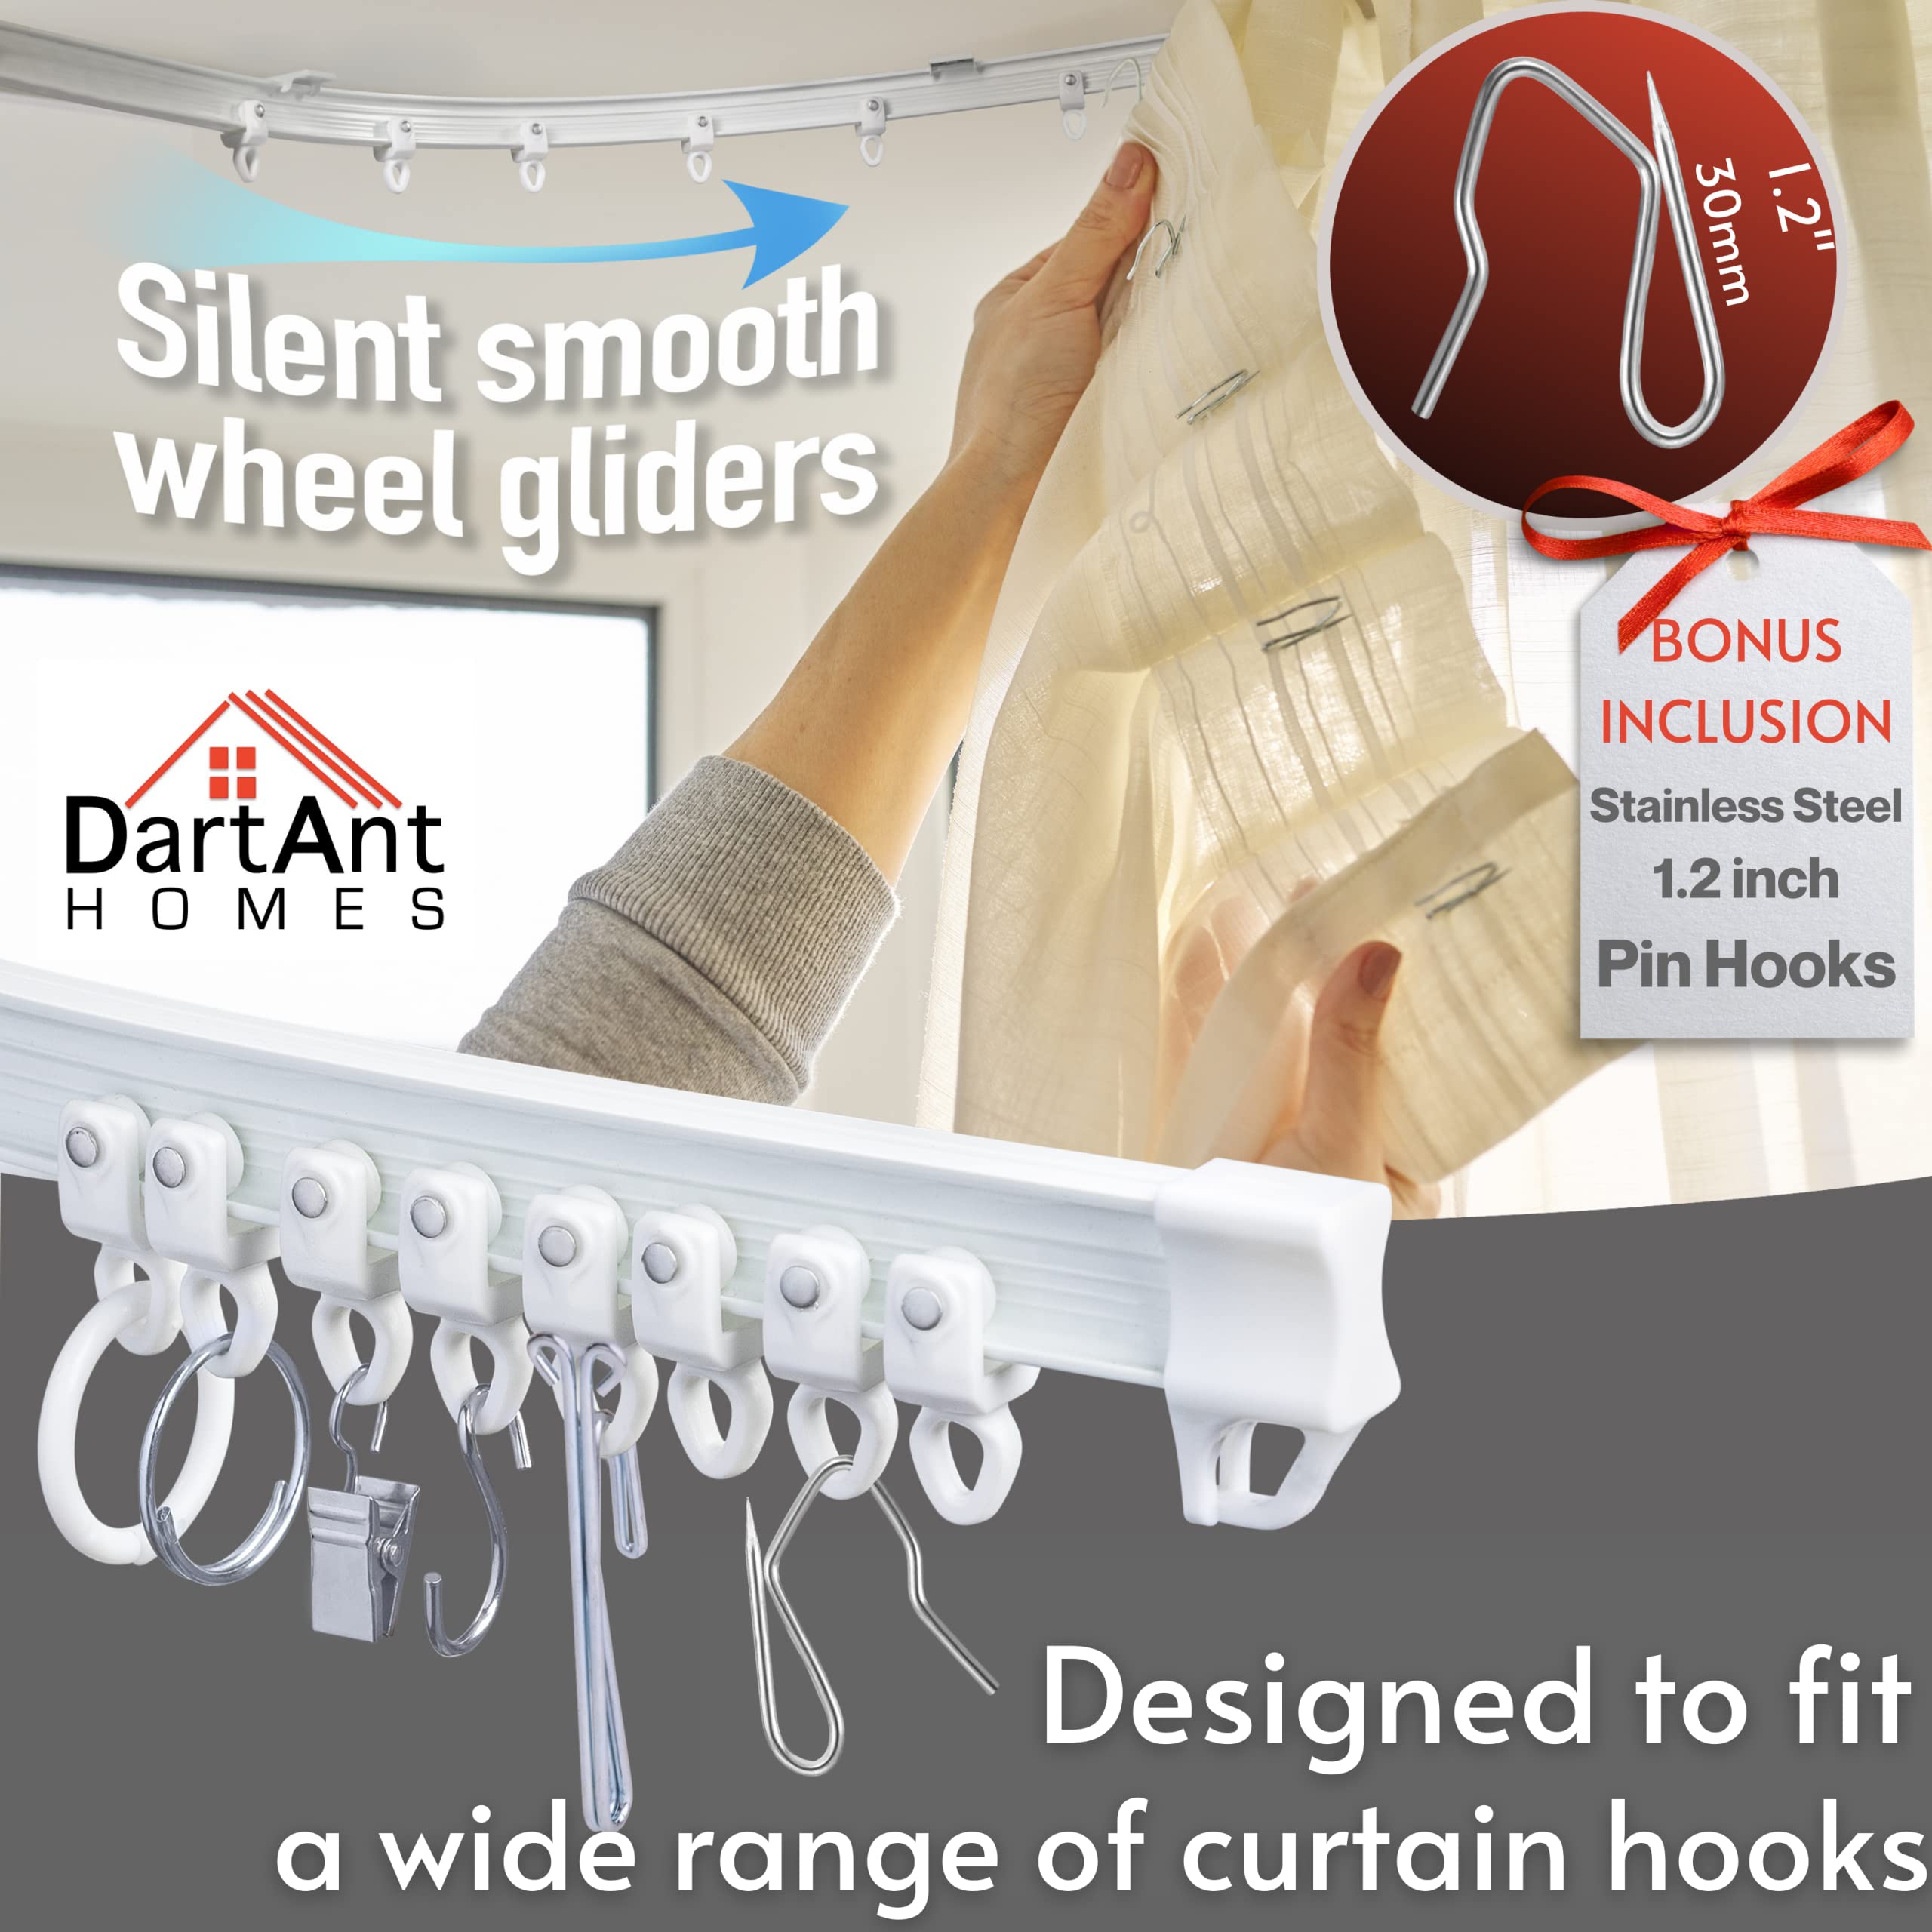 Silent smooth
wheel gliders
1.2"
30mm
BONUS
INCLUSION
Stainless Steel
1.2 inch
Pin Hooks
DartAnt
HOMES
Designed to fit
a wide range of curtain hooks